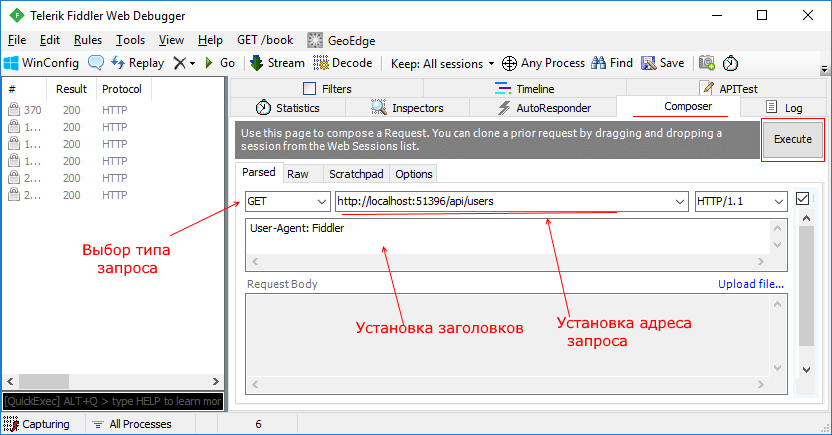 Telerik Fiddler Web Debugger
File Edit Rules Tools View Help GET /book GeoEdge
WinConfig Replay Go Stream Decode Keep: All sessions Any Process Find Save
# Result Protocol
370 200 HTTP
1... 200 HTTP
1... 200 HTTP
1... 200 HTTP
2... 200 HTTP
2... 200 HTTP
Filters Timeline APITest
Statistics Inspectors AutoResponder Composer Log
Use this page to compose a Request. You can clone a prior request by dragging and dropping a
session from the Web Sessions list.
Execute
Parsed Raw Scratchpad Options
GET http://localhost:51396/api/users HTTP/1.1
User-Agent: Fiddler
Выбор типа
запроса
Request Body Upload file...
Установка заголовков
Установка адреса
запроса
[QuickExec] ALT+Q > type HELP to learn mor
Capturing All Processes 6